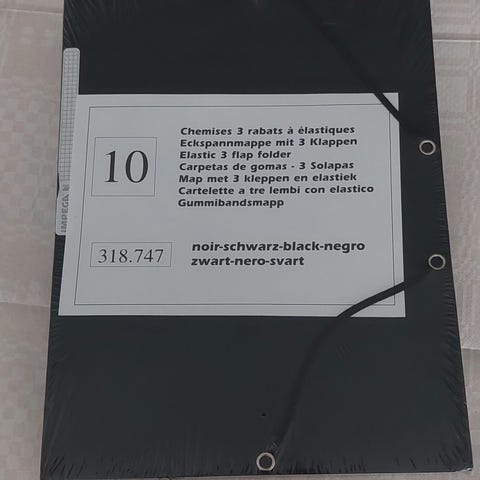 10
Chemises 3 rabats à élastiques
Eckspannmappe mit 3 Klappen
Elastic 3 flap folder
Carpetas de gomas - 3 Solapas
Map met 3 kleppen en elastiek
Cartelette a tre lembi con elastico
Gummibandsmapp
318.747
noir-schwarz-black-negro
zwart-nero-svart
IMPEGA